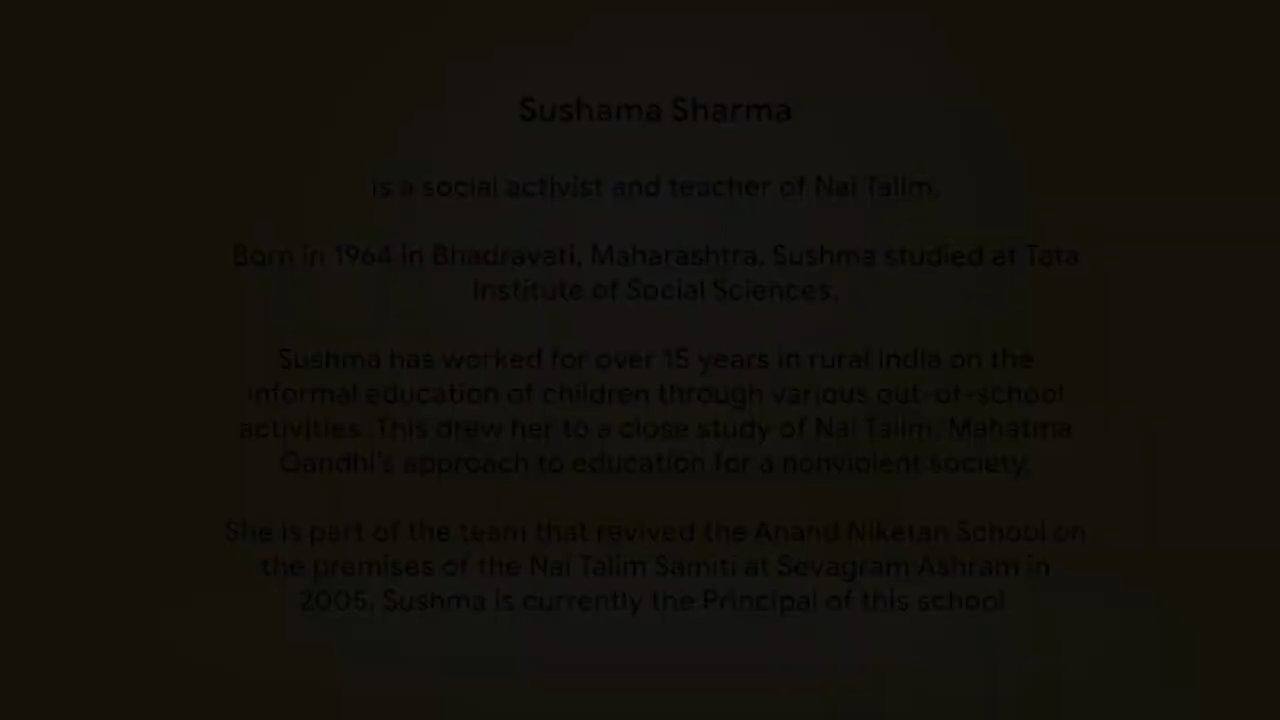 Sushama Sharma
is a social activist and teacher of Nai Talim.
Born in 1964 in Bhadravati, Maharashtra, Sushma studied at Tata
Institute of Social Sciences.
Sushma has worked for over 15 years in rural India on the
informal education of children through various out-of-school
activities. This drew her to a close study of Nai Talim, Mahatma
Gandhi's approach to education for a nonviolent society.
She is part of the team that revived the Anand Niketan School on
the premises of the Nai Talim Samiti at Sevagram Ashram in
2005. Sushma is currently the Principal of this school